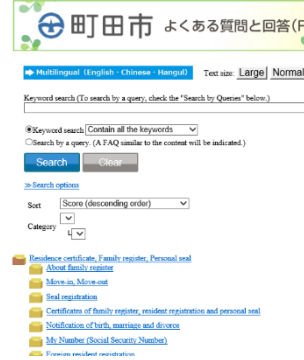 町田市 よくある質問と回答(F
Multilingual (English・Chinese・Hangul) Text size: Large Normal
Keyword search (To search by a query, check the "Search by Queries" below.)
Keyword search Contain all the keywords
Search by a query. (A FAQ similar to the content will be indicated.)
Search Clear
≫Search options
Sort Score (descending order)
Category
└
Residence certificate, Family register, Personal seal
About family register
Move-in, Move-out
Seal registration
Certificates of family register, resident registration and personal seal
Notification of birth, marriage and divorce
My Number (Social Security Number)
Foreign resident registration